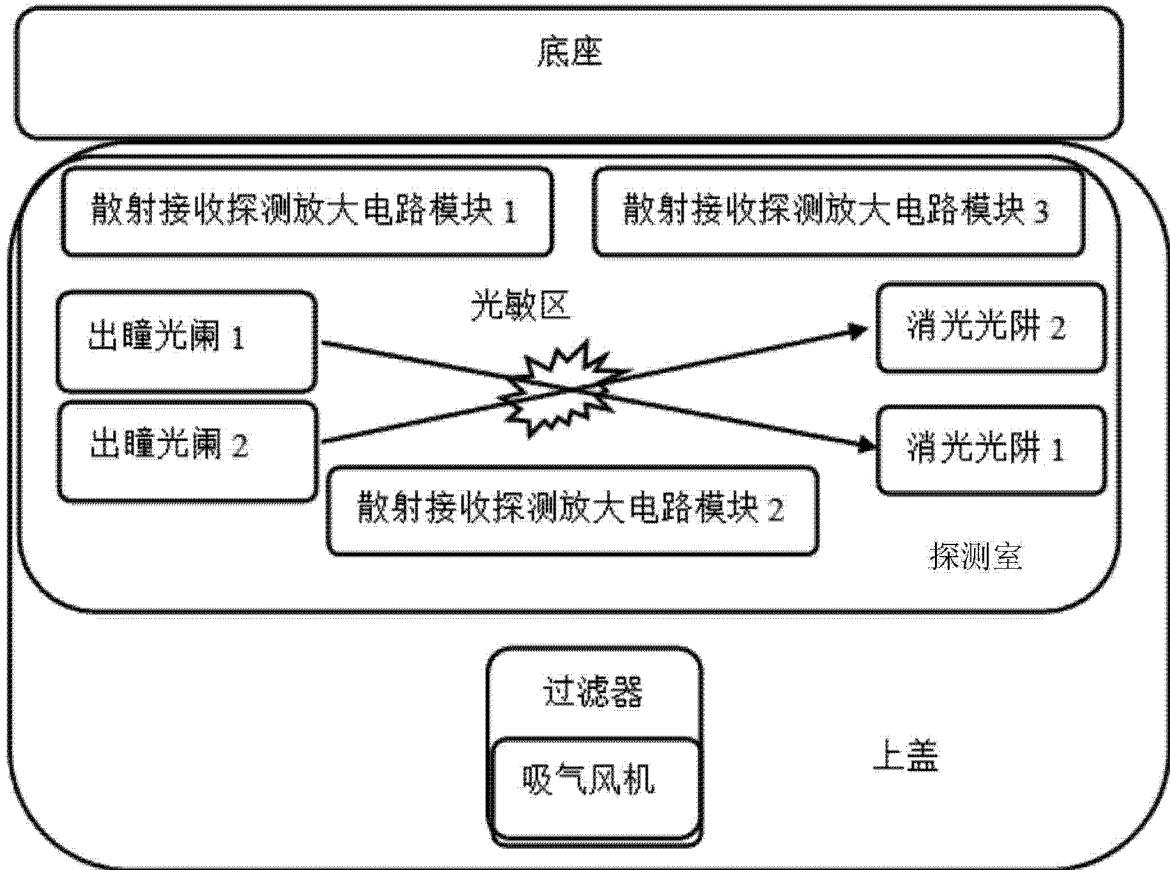 底座
散射接收探测放大电路模块 1
散射接收探测放大电路模块 3
光敏区
出瞳光阑 1
消光光阱 2
出瞳光阑 2
消光光阱 1
散射接收探测放大电路模块 2
探测室
过滤器
上盖
吸气风机